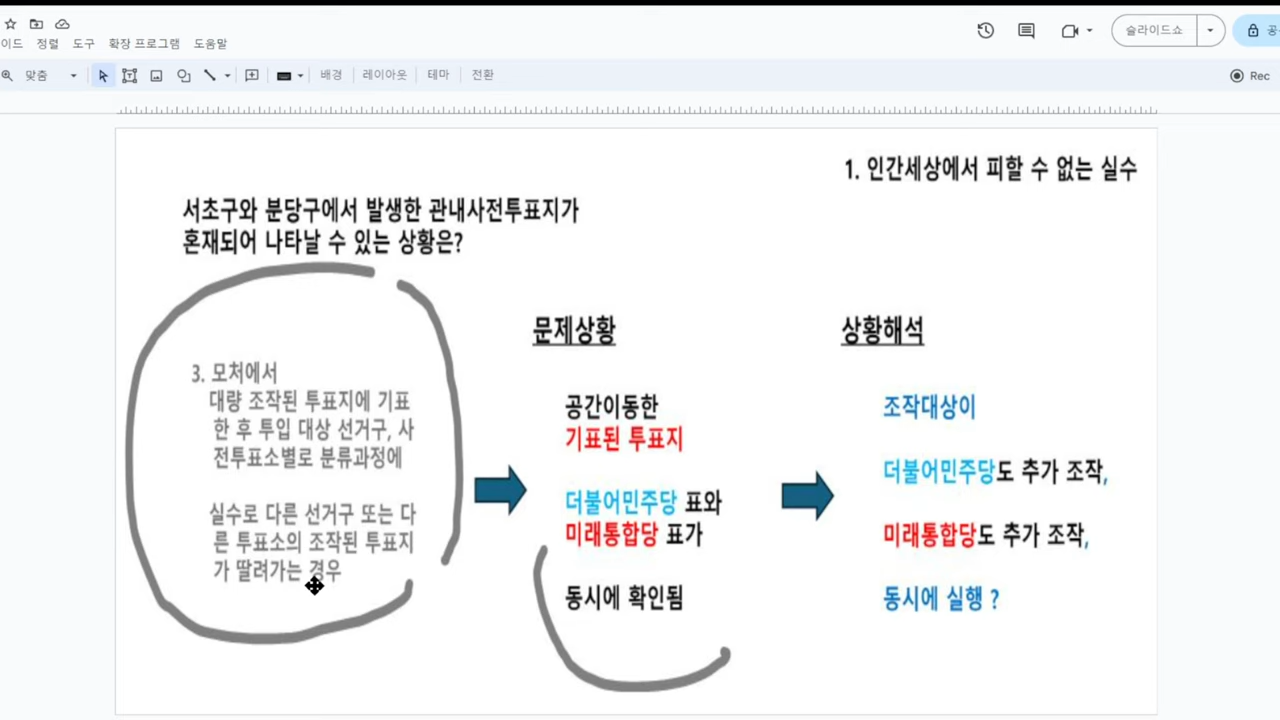 이드 정렬 도구 확장 프로그램 도움말
슬라이드쇼
공
맞춤
배경 레이아웃 테마 전환
Rec
1. 인간세상에서 피할 수 없는 실수
서초구와 분당구에서 발생한 관내사전투표지가
혼재되어 나타날 수 있는 상황은?
3. 모처에서
대량 조작된 투표지에 기표
한 후 투입 대상 선거구, 사
전투표소별로 분류과정에
실수로 다른 선거구 또는 다
른 투표소의 조작된 투표지
가 딸려가는 경우
문제상황
공간이동한
기표된 투표지
더불어민주당 표와
미래통합당 표가
동시에 확인됨
상황해석
조작대상이
더불어민주당도 추가 조작,
미래통합당도 추가 조작,
동시에 실행 ?